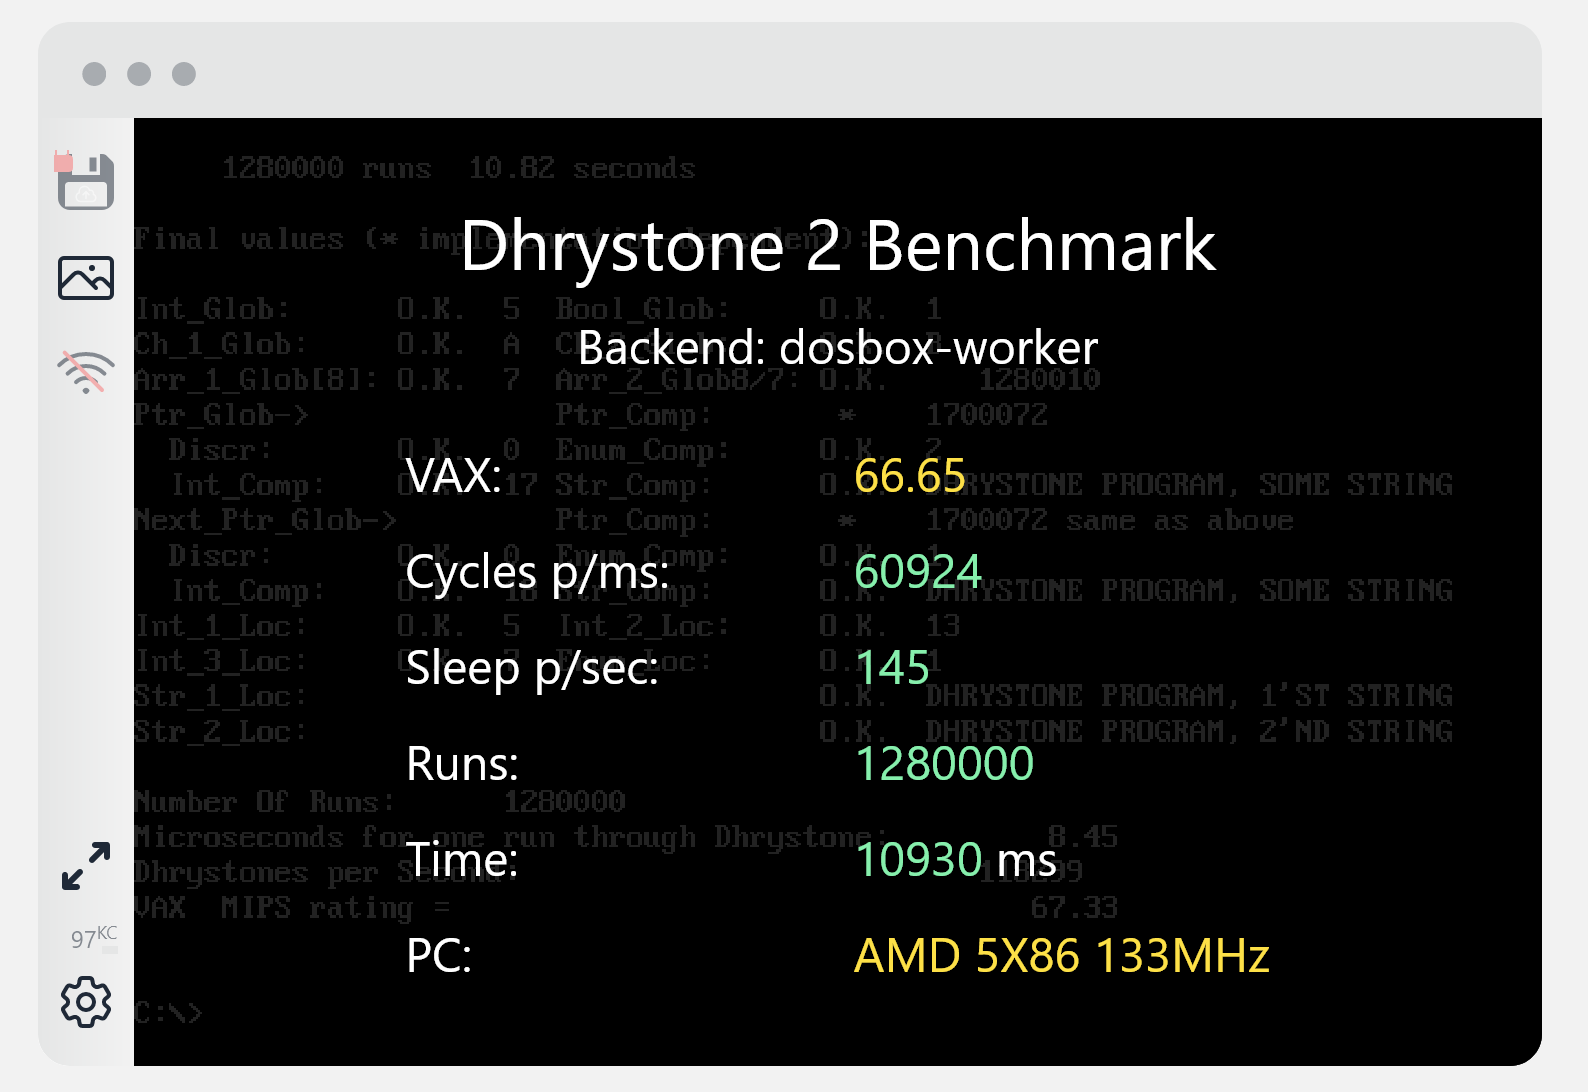 1280000 runs  10.82 seconds
Dhrystone 2 Benchmark
Final values (* implementation-dependent):
Int_Glob: O.K. 5 Bool_Glob: O.K. 1
Backend: dosbox-worker
Ch_1_Glob: O.K. A
Arr_1_Glob[8]: O.K. 7 Arr_2_Glob8/7: O.K. 1280010
Ptr_Glob-> Ptr_Comp: * 1700072
Discr: O.K. 0 Enum_Comp: O.K. 2
VAX: 66.65
Int_Comp: O.K. 17 Str_Comp: O.K. DHRYSTONE PROGRAM, SOME STRING
Next_Ptr_Glob-> Ptr_Comp: * 1700072 same as above
Discr: O.K. 0 Enum_Comp: O.K. 1
Cycles p/ms: 60924
Int_Comp: O.K. 18 Str_Comp: O.K. DHRYSTONE PROGRAM, SOME STRING
Int_1_Loc: O.K. 5 Int_2_Loc: O.K. 13
Int_3_Loc: O.K. 7 Enum_Loc: O.K. 1
Sleep p/sec: 145
Str_1_Loc: O.K. DHRYSTONE PROGRAM, 1'ST STRING
Str_2_Loc: O.K. DHRYSTONE PROGRAM, 2'ND STRING
Runs: 1280000
Number Of Runs: 1280000
Microseconds for one run through Dhrystone: 8.45
Time: 10930 ms
Dhrystones per Second:
VAX MIPS rating = 67.33
PC: AMD 5X86 133MHz
C:\>
97KC